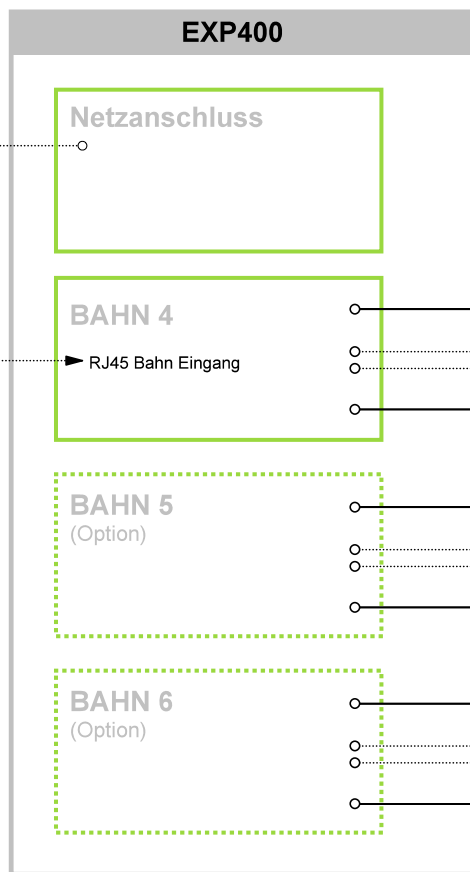 EXP400
Netzanschluss
BAHN 4
RJ45 Bahn Eingang
BAHN 5
(Option)
BAHN 6
(Option)